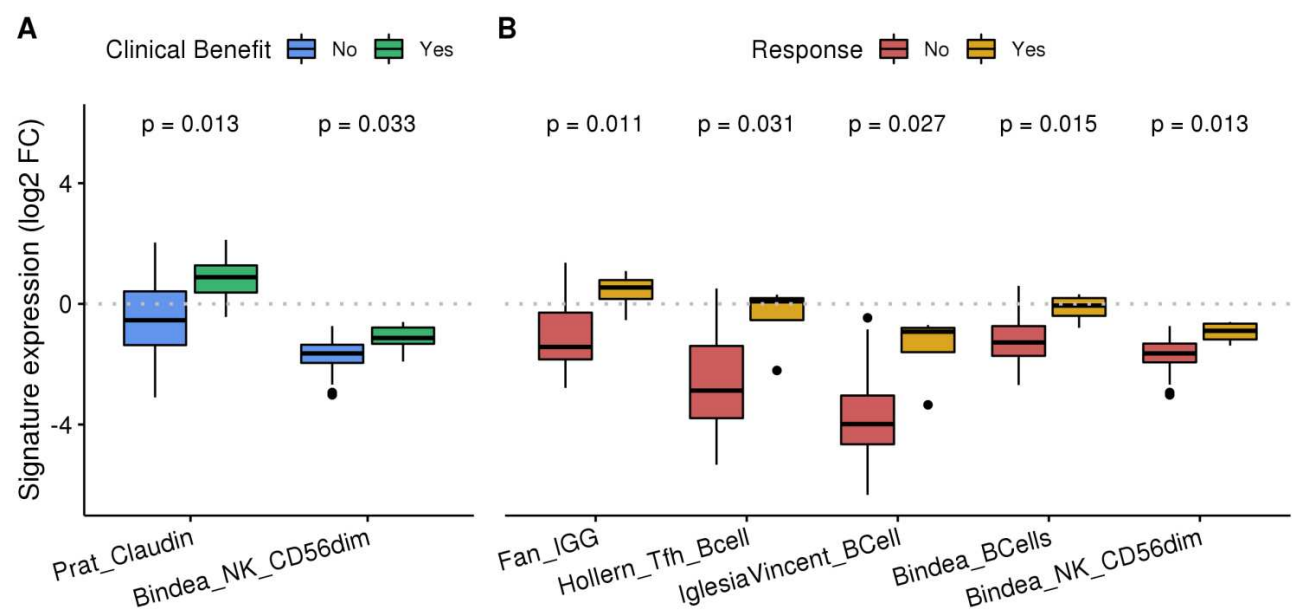 A
Clinical Benefit No Yes
B
Response No Yes
Signature expression (log2 FC)
4
0
-4
p = 0.013
p = 0.033
p = 0.011
p = 0.031
p = 0.027
p = 0.015
p = 0.013
Prat_Claudin
Bindea_NK_CD56dim
Fan_IGG
Hollern_Tfh_Bcell
IglesiaVincent_BCell
Bindea_BCells
Bindea_NK_CD56dim